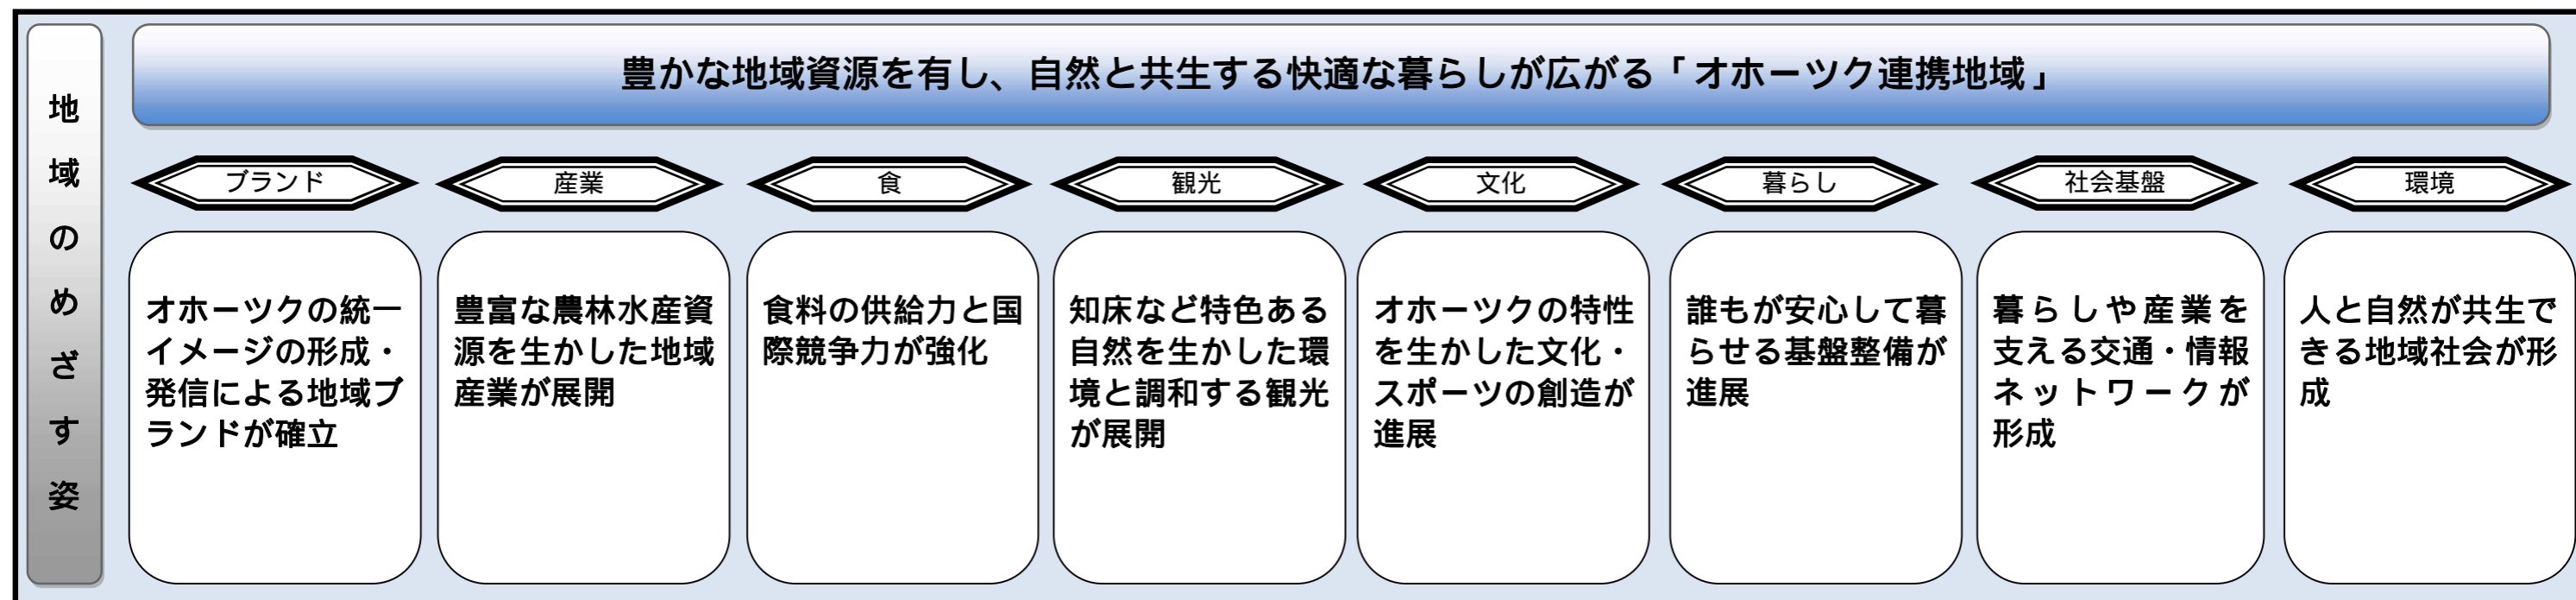 地域のめざす姿
豊かな地域資源を有し、自然と共生する快適な暮らしが広がる「オホーツク連携地域」
ブランド
オホーツクの統一
イメージの形成・
発信による地域ブ
ランドが確立
産業
豊富な農林水産資
源を生かした地域
産業が展開
食
食料の供給力と国
際競争力が強化
観光
知床など特色ある
自然を生かした環
境と調和する観光
が展開
文化
オホーツクの特性
を生かした文化・
スポーツの創造が
進展
暮らし
誰もが安心して暮
らせる基盤整備が
進展
社会基盤
暮らしや産業を
支える交通・情報
ネットワークが
形成
環境
人と自然が共生で
きる地域社会が形
成